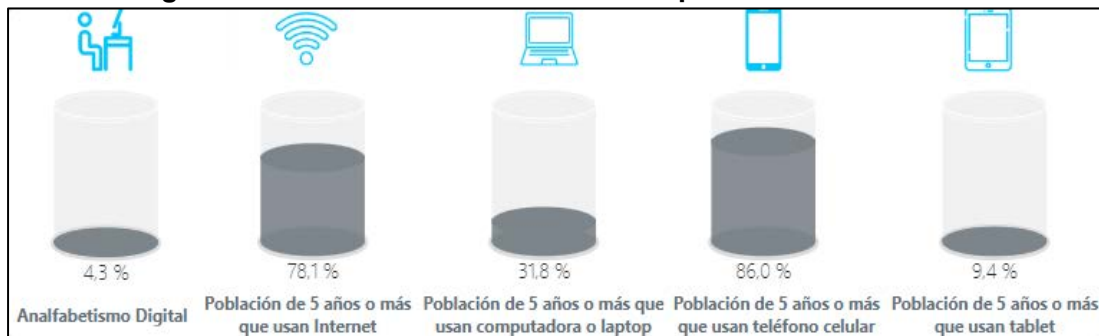 4,3 %
Analfabetismo Digital
78,1 %
Población de 5 años o más
que usan Internet
31,8 %
Población de 5 años o más que
usan computadora o laptop
86,0 %
Población de 5 años o más
que usan teléfono celular
9,4 %
Población de 5 años o más
que usan tablet